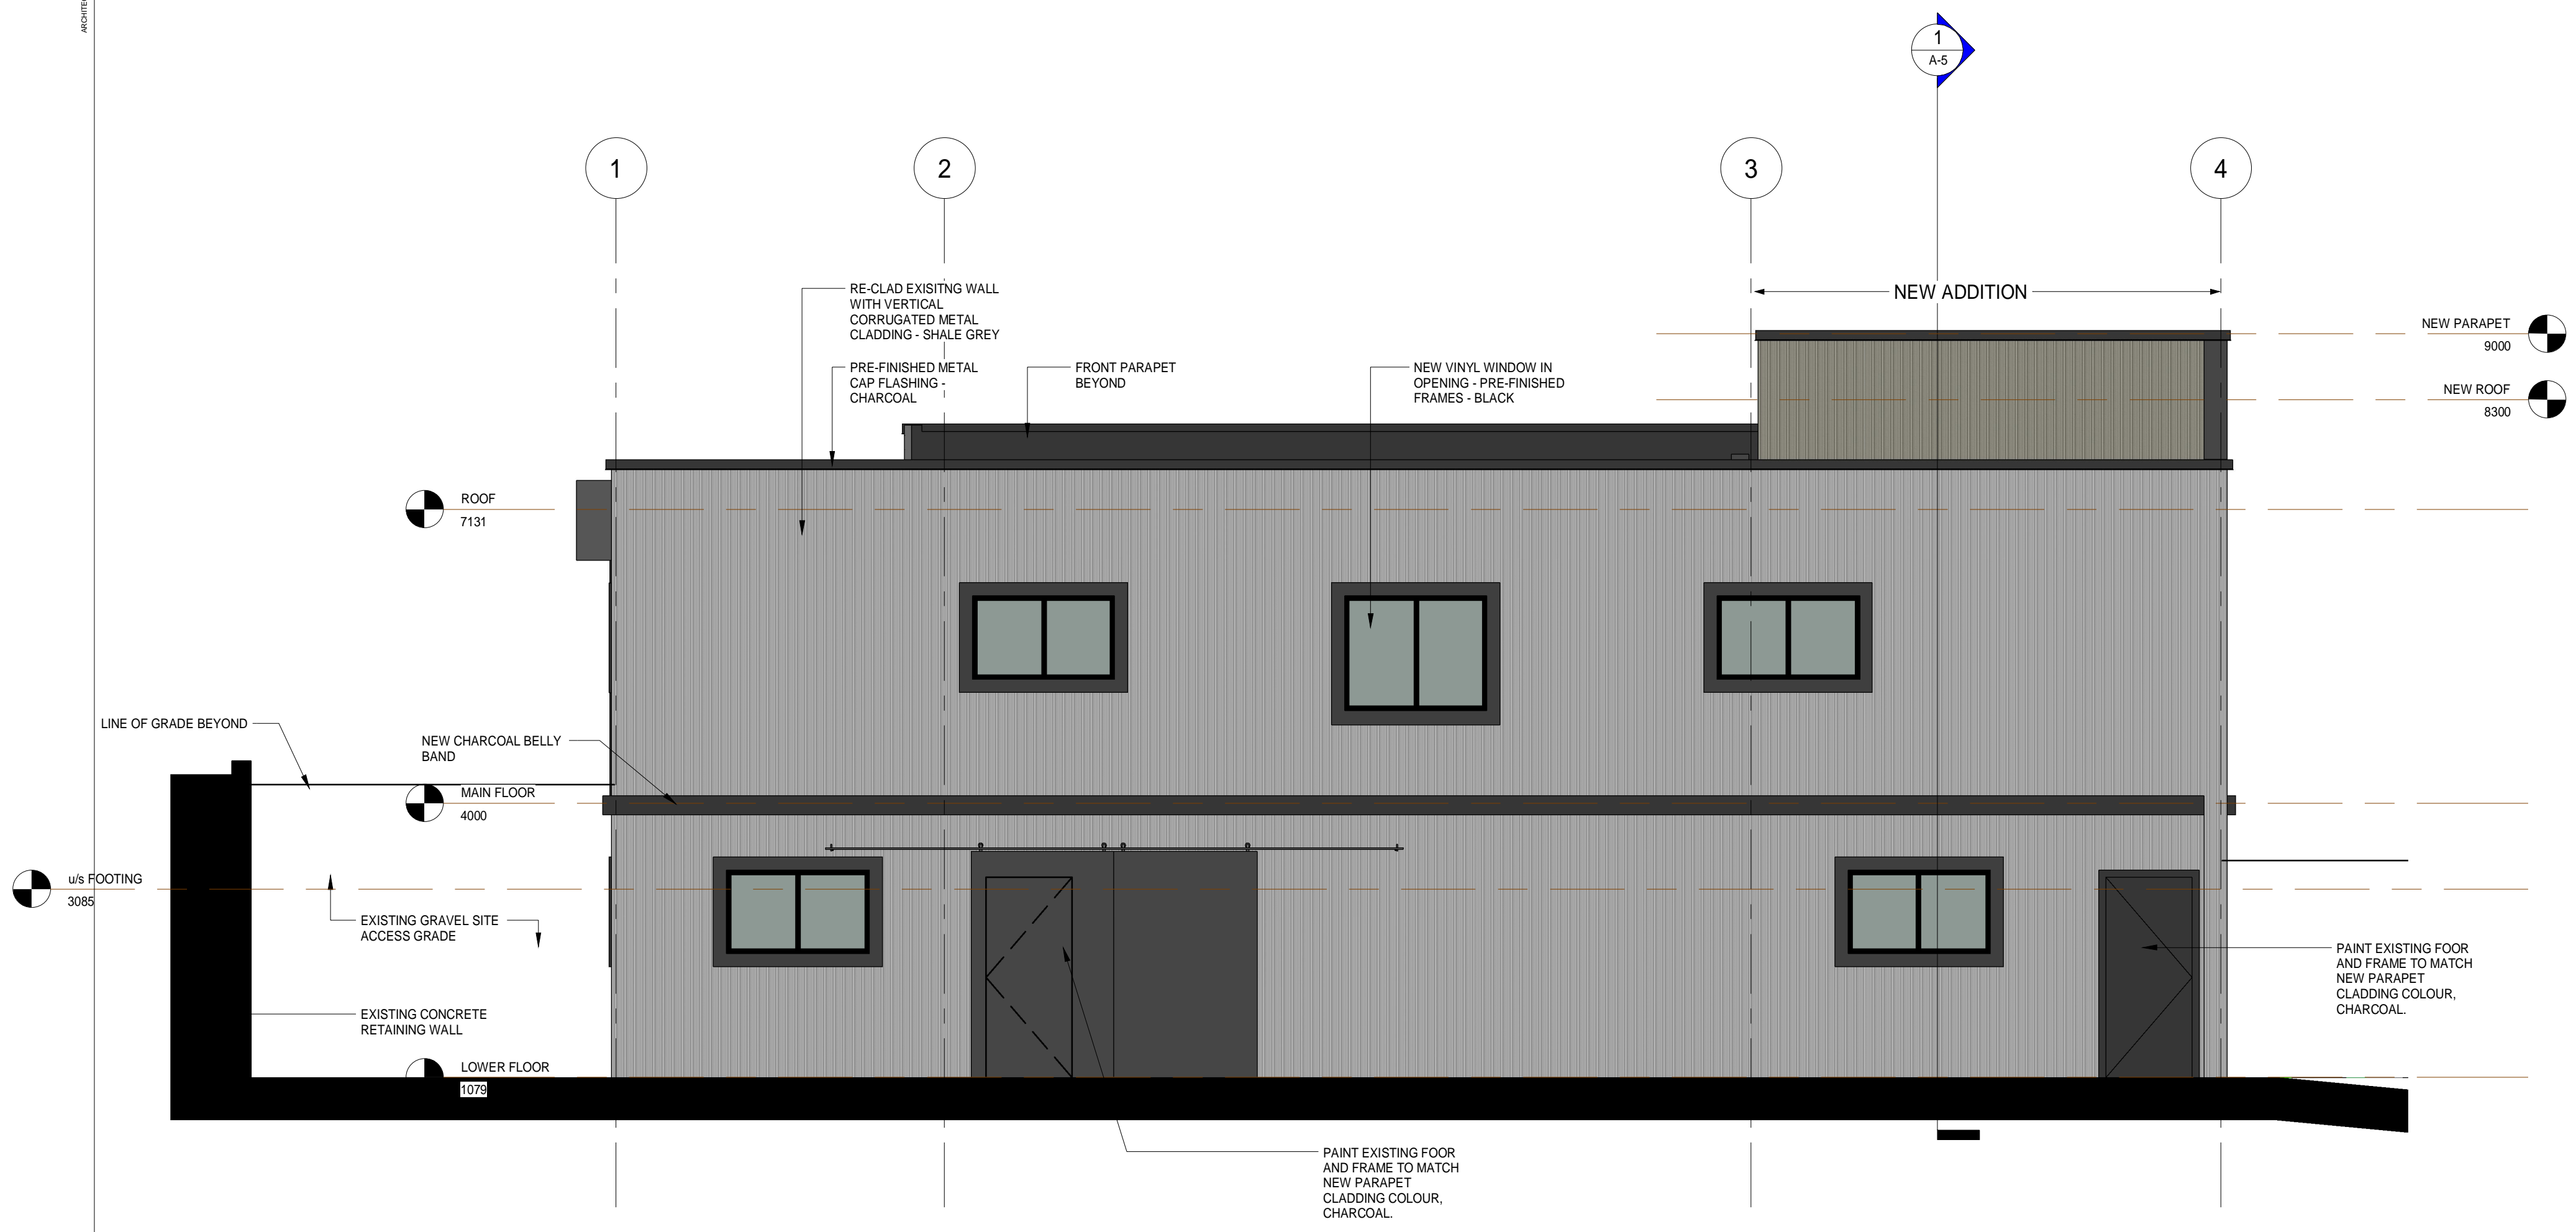 1
A-5
1
2
3
4
RE-CLAD EXISITNG WALL
WITH VERTICAL
CORRUGATED METAL
CLADDING - SHALE GREY
NEW ADDITION
NEW PARAPET
9000
PRE-FINISHED METAL
CAP FLASHING -
CHARCOAL
FRONT PARAPET
BEYOND
NEW VINYL WINDOW IN
OPENING - PRE-FINISHED
FRAMES - BLACK
NEW ROOF
8300
ROOF
7131
LINE OF GRADE BEYOND
NEW CHARCOAL BELLY
BAND
MAIN FLOOR
4000
u/s FOOTING
3085
EXISTING GRAVEL SITE
ACCESS GRADE
PAINT EXISTING FOOR
AND FRAME TO MATCH
NEW PARAPET
CLADDING COLOUR,
CHARCOAL.
EXISTING CONCRETE
RETAINING WALL
LOWER FLOOR
1079
PAINT EXISTING FOOR
AND FRAME TO MATCH
NEW PARAPET
CLADDING COLOUR,
CHARCOAL.